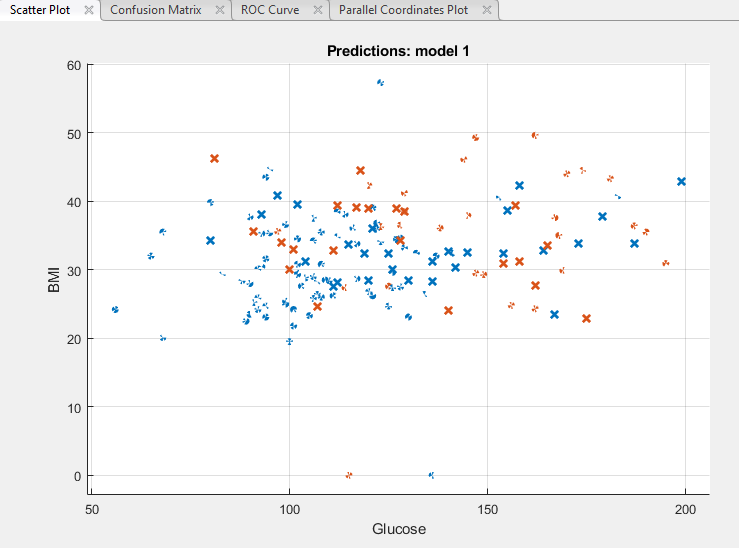 Scatter Plot Confusion Matrix ROC Curve Parallel Coordinates Plot
Predictions: model 1
60
50
40
30
20
10
0
BMI
50 100 150 200
Glucose